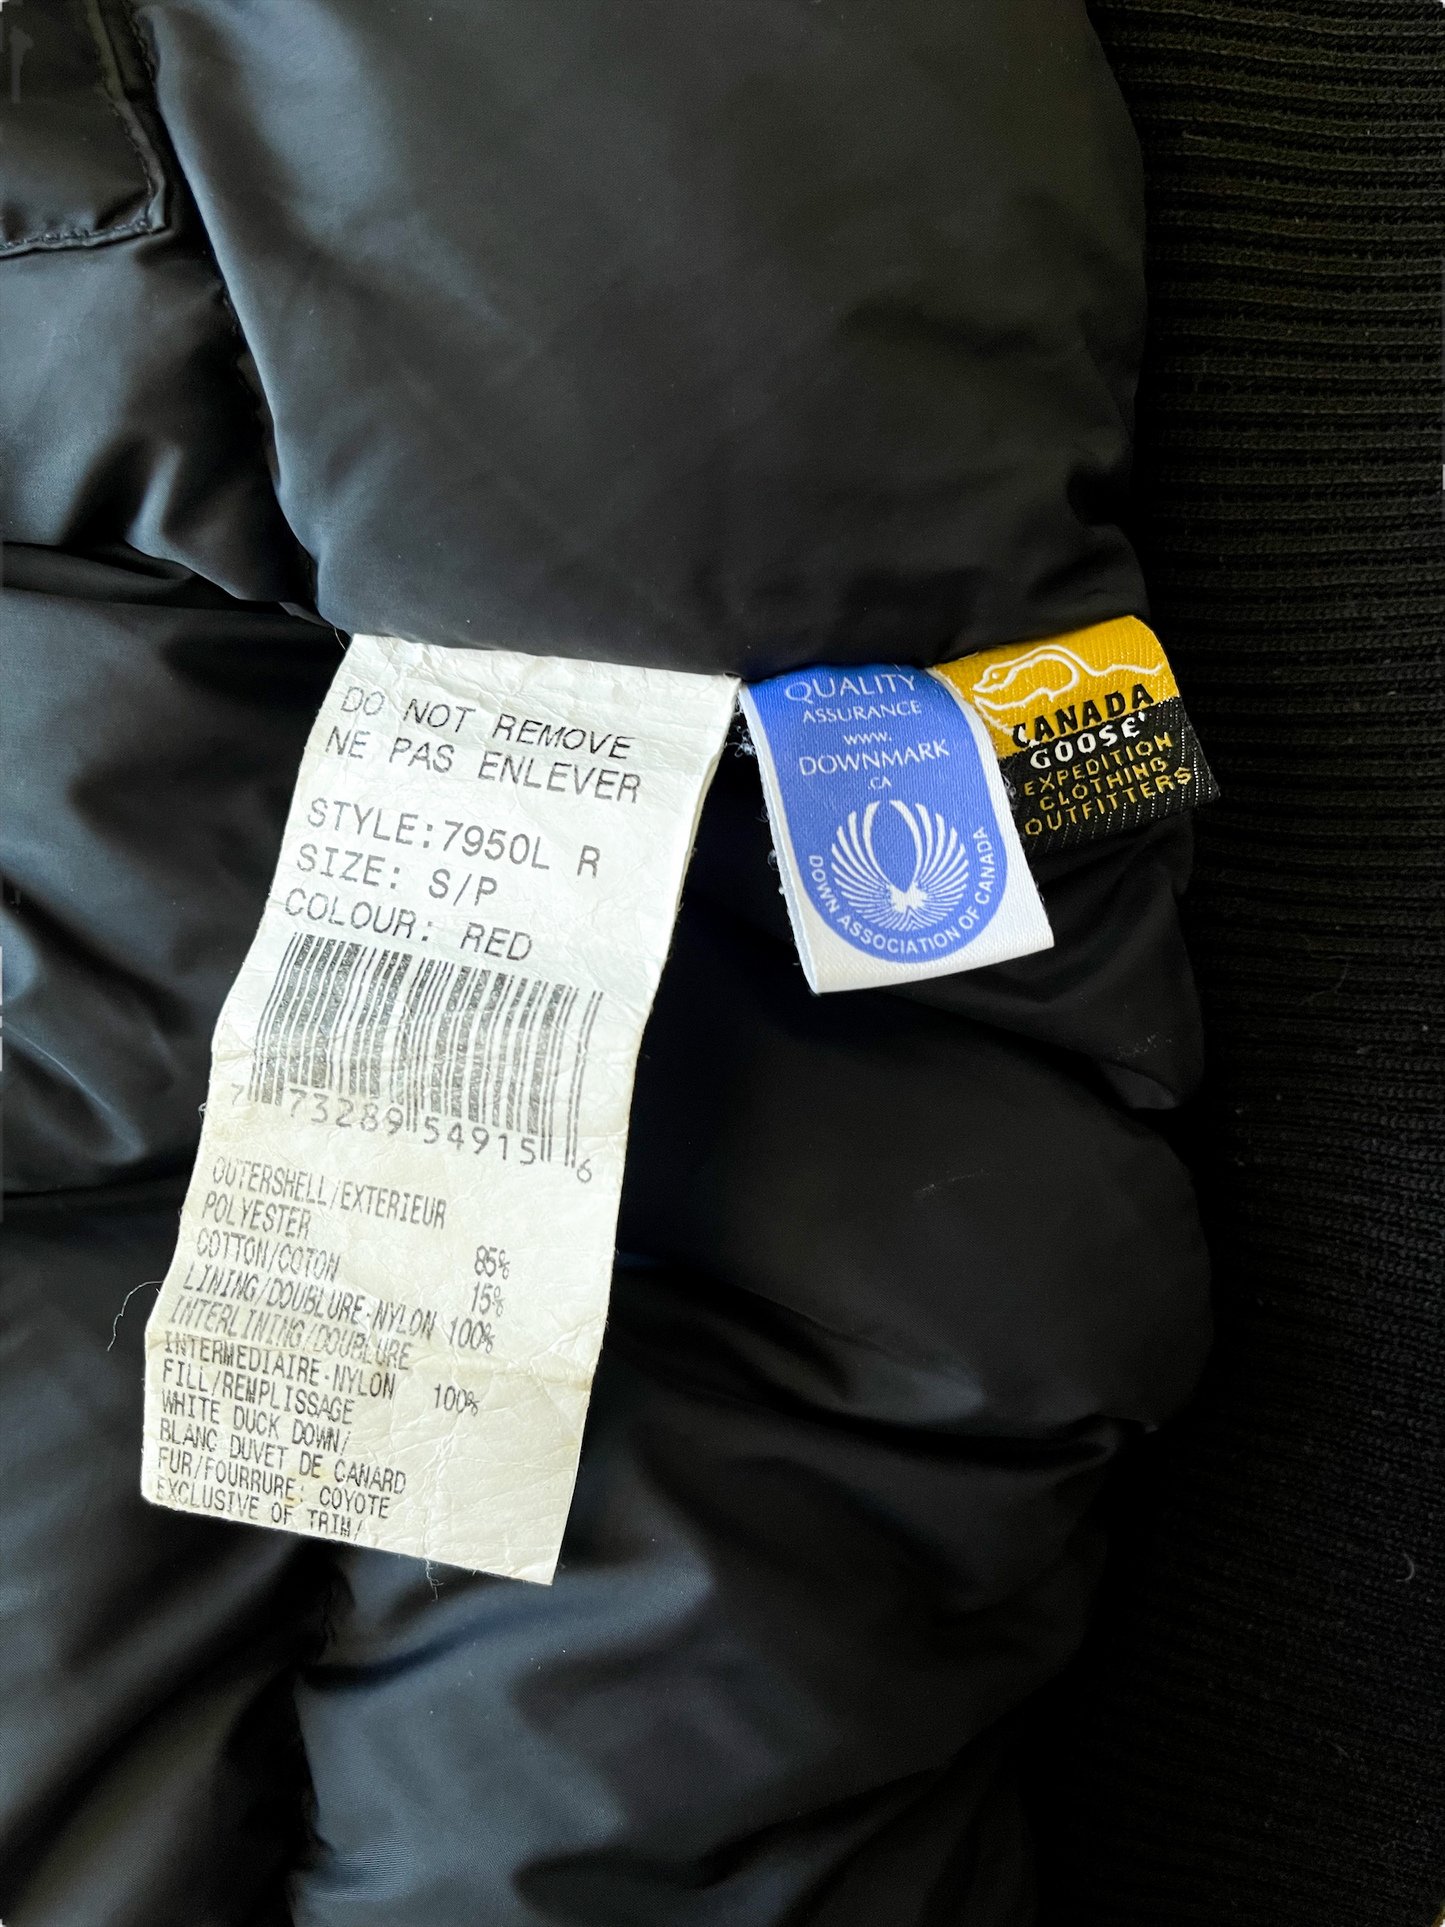 DO NOT REMOVE
NE PAS ENLEVER
STYLE:7950L R
SIZE: S/P
COLOUR: RED
7 73289 54915 6
OUTERSHELL/EXTERIEUR
POLYESTER 85%
COTTON/COTON 15%
LINING/DOUBLURE-NYLON 100%
INTERLINING/DOUBLURE
INTERMEDIAIRE-NYLON 100%
FILL/REMPLISSAGE
WHITE DUCK DOWN/
BLANC DUVET DE CANARD
FUR/FOURRURE: COYOTE
EXCLUSIVE OF TRIM/
QUALITY
ASSURANCE
www.
DOWNMARK
.CA
DOWN ASSOCIATION OF CANADA
CANADA
GOOSE
EXPEDITION
CLOTHING
OUTFITTERS